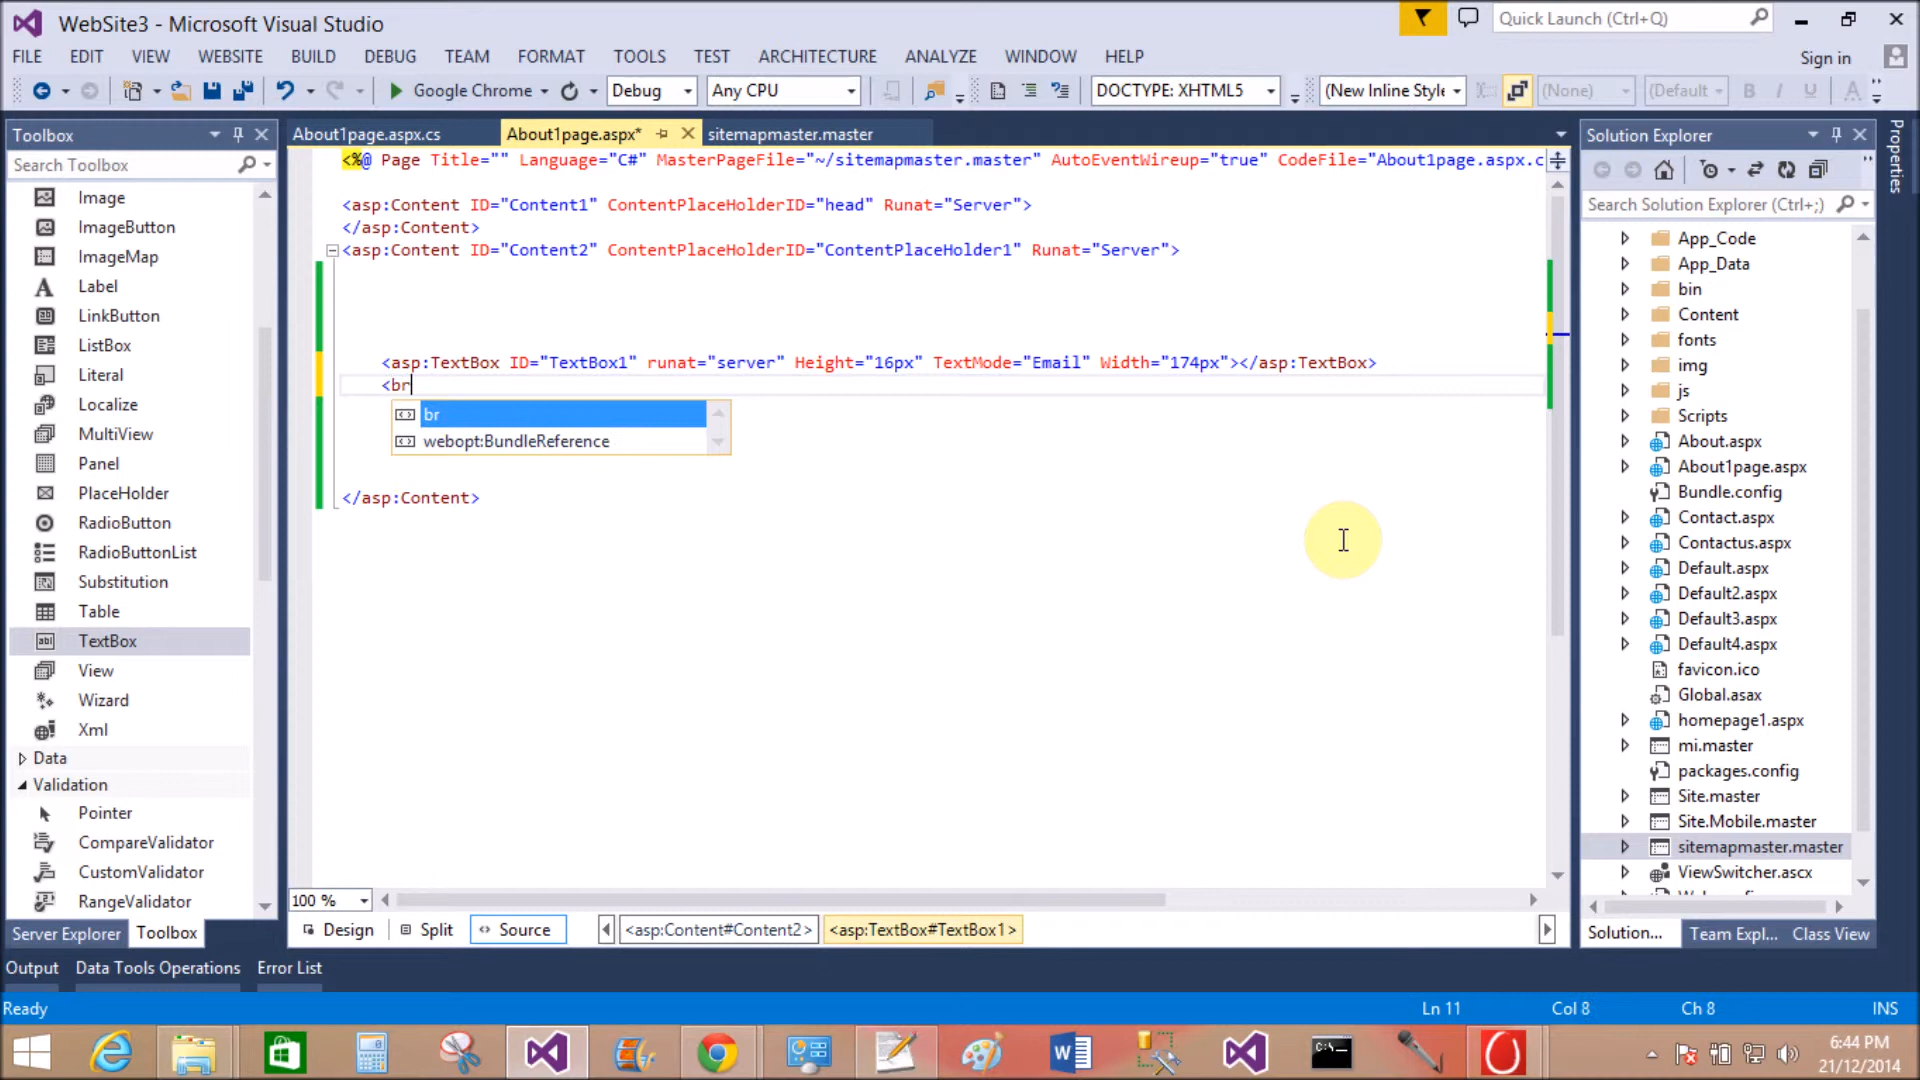 WebSite3 - Microsoft Visual Studio
Quick Launch (Ctrl+Q)
FILE EDIT VIEW WEBSITE BUILD DEBUG TEAM FORMAT TOOLS TEST ARCHITECTURE ANALYZE WINDOW HELP
Sign in
Google Chrome Debug Any CPU DOCTYPE: XHTML5 (New Inline Style (None) (Default B I A
Toolbox
Search Toolbox
Image
ImageButton
ImageMap
A Label
LinkButton
ListBox
Literal
Localize
MultiView
Panel
PlaceHolder
RadioButton
RadioButtonList
Substitution
Table
TextBox
View
Wizard
Xml
Data
Validation
Pointer
CompareValidator
CustomValidator
RangeValidator
Server Explorer Toolbox
About1page.aspx.cs About1page.aspx* sitemapmaster.master
<%@ Page Title="" Language="C#" MasterPageFile="~/sitemapmaster.master" AutoEventWireup="true" CodeFile="About1page.aspx.c
<asp:Content ID="Content1" ContentPlaceHolderID="head" Runat="Server">
</asp:Content>
<asp:Content ID="Content2" ContentPlaceHolderID="ContentPlaceHolder1" Runat="Server">
<asp:TextBox ID="TextBox1" runat="server" Height="16px" TextMode="Email" Width="174px"></asp:TextBox>
<br
br
webopt:BundleReference
</asp:Content>
100 %
Design Split Source <asp:Content#Content2> <asp:TextBox#TextBox1>
Solution Explorer
Search Solution Explorer (Ctrl+;)
App_Code
App_Data
bin
Content
fonts
img
js
Scripts
About.aspx
About1page.aspx
Bundle.config
Contact.aspx
Contactus.aspx
Default.aspx
Default2.aspx
Default3.aspx
Default4.aspx
favicon.ico
Global.asax
homepage1.aspx
mi.master
packages.config
Site.master
Site.Mobile.master
sitemapmaster.master
ViewSwitcher.ascx
Solution... Team Expl... Class View
Properties
Output Data Tools Operations Error List
Ready Ln 11 Col 8 Ch 8 INS
6:44 PM
21/12/2014